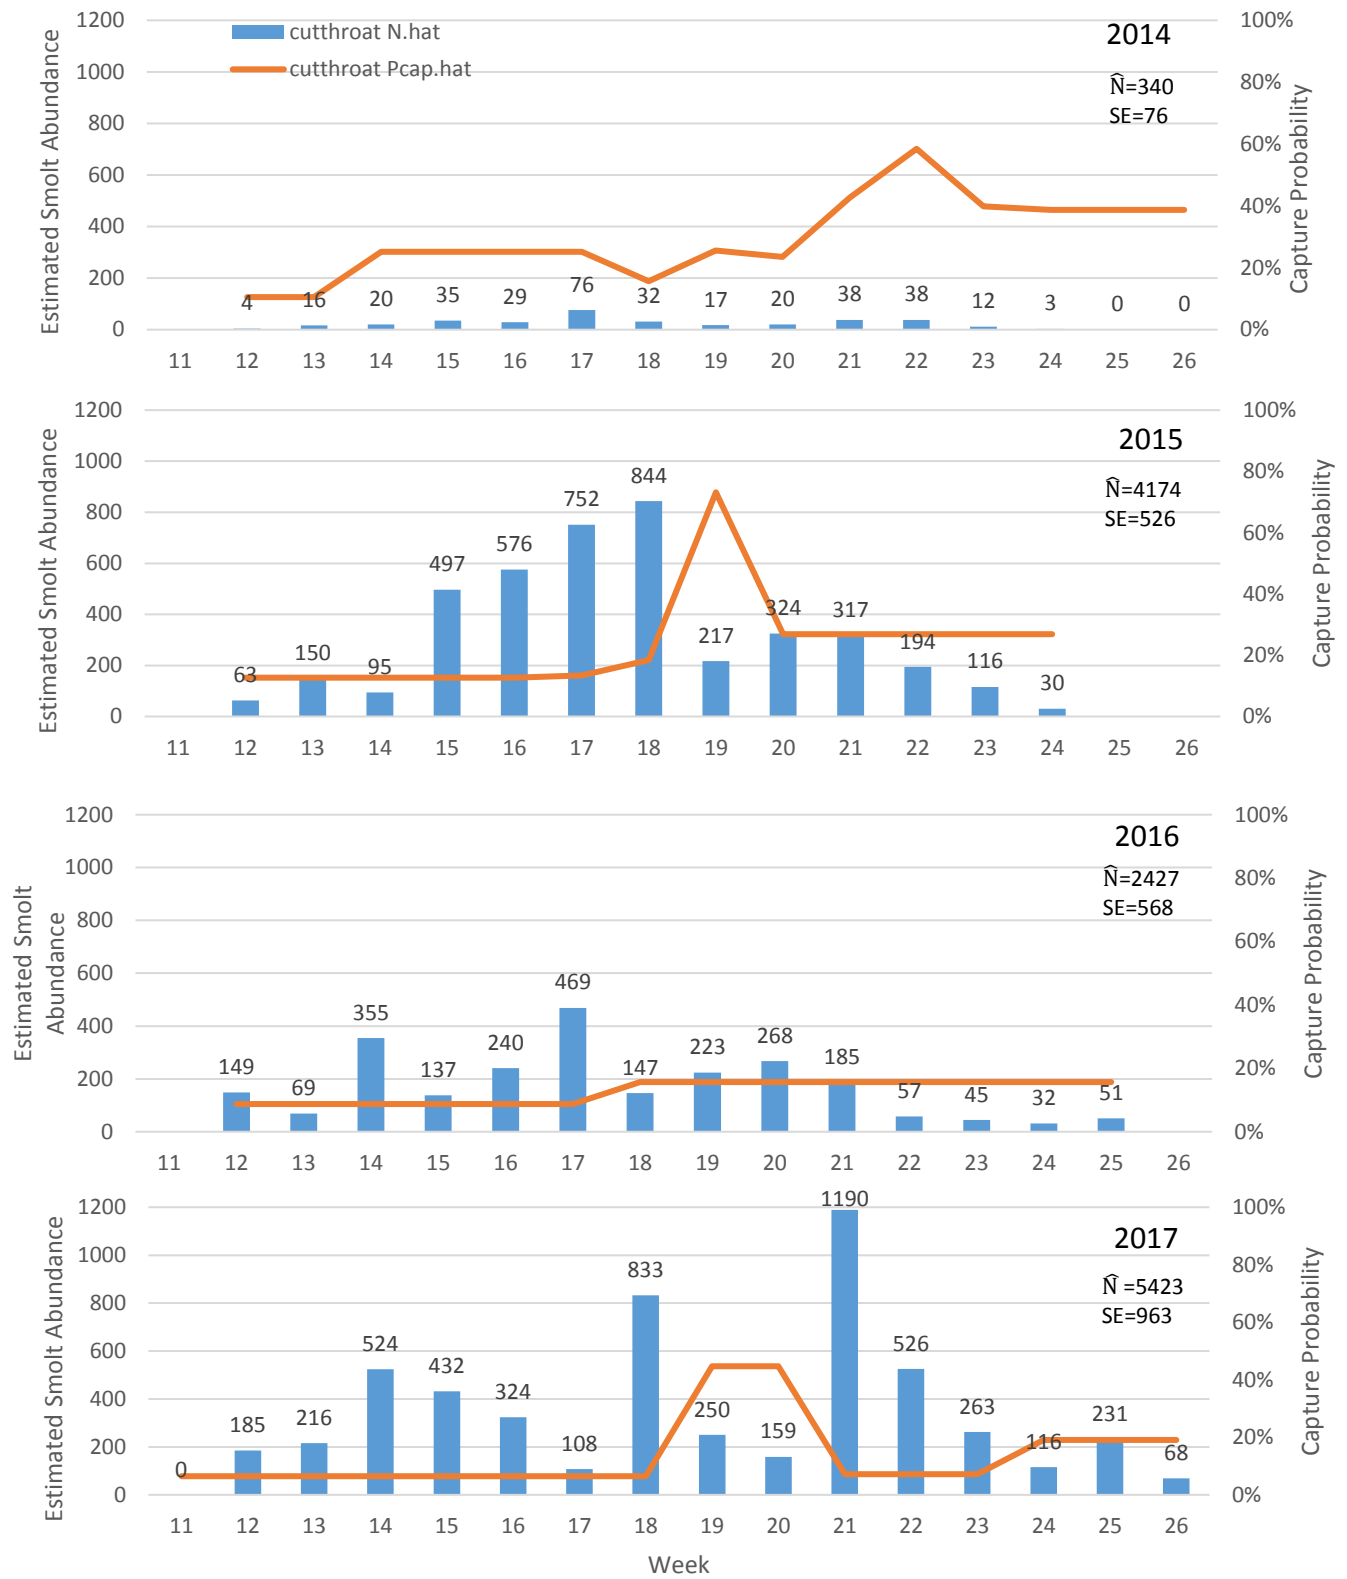 cutthroat N.hat
cutthroat Pcap.hat
2014
N̂=340
SE=76
Estimated Smolt Abundance
Capture Probability
1200 100%
1000 80%
800
60%
600
40%
400
200 20%
0 0%
4 16 20 35 29 76 32 17 20 38 38 12 3 0 0
11 12 13 14 15 16 17 18 19 20 21 22 23 24 25 26
2015
N̂=4174
SE=526
Estimated Smolt Abundance
Capture Probability
1200 100%
1000 80%
800
60%
600
40%
400
200 20%
0 0%
63 150 95 497 576 752 844 217 324 317 194 116 30
11 12 13 14 15 16 17 18 19 20 21 22 23 24 25 26
2016
N̂=2427
SE=568
Estimated Smolt
Abundance
Capture Probability
1200 100%
1000 80%
800
60%
600
40%
400
200 20%
0 0%
149 69 355 137 240 469 147 223 268 185 57 45 32 51
11 12 13 14 15 16 17 18 19 20 21 22 23 24 25 26
2017
N̂ =5423
SE=963
Estimated Smolt Abundance
Capture Probability
1200 100%
1000 80%
800
60%
600
40%
400
200 20%
0 0%
0 185 216 524 432 324 108 833 250 159 1190 526 263 116 231 68
11 12 13 14 15 16 17 18 19 20 21 22 23 24 25 26
Week